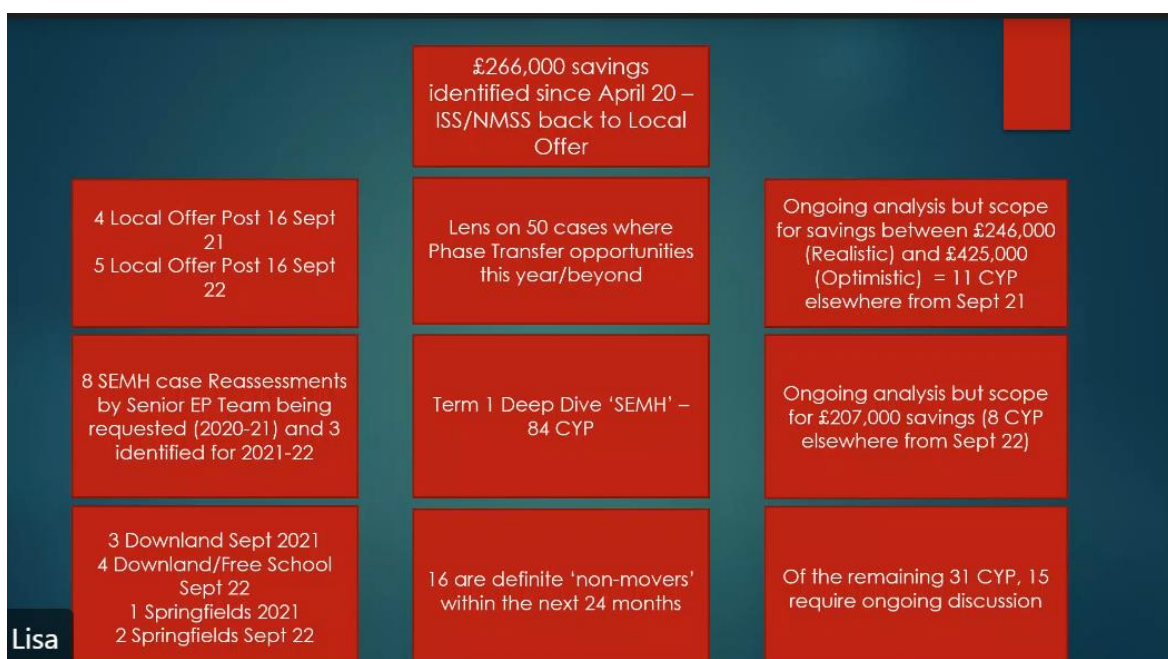 £266,000 savings
identified since April 20 –
ISS/NMSS back to Local
Offer
4 Local Offer Post 16 Sept
21
5 Local Offer Post 16 Sept
22
Lens on 50 cases where
Phase Transfer opportunities
this year/beyond
Ongoing analysis but scope
for savings between £246,000
(Realistic) and £425,000
(Optimistic) = 11 CYP
elsewhere from Sept 21
8 SEMH case Reassessments
by Senior EP Team being
requested (2020-21) and 3
identified for 2021-22
Term 1 Deep Dive ‘SEMH’ –
84 CYP
Ongoing analysis but scope
for £207,000 savings (8 CYP
elsewhere from Sept 22)
3 Downland Sept 2021
4 Downland/Free School
Sept 22
1 Springfields 2021
2 Springfields Sept 22
16 are definite ‘non-movers’
within the next 24 months
Of the remaining 31 CYP, 15
require ongoing discussion
Lisa